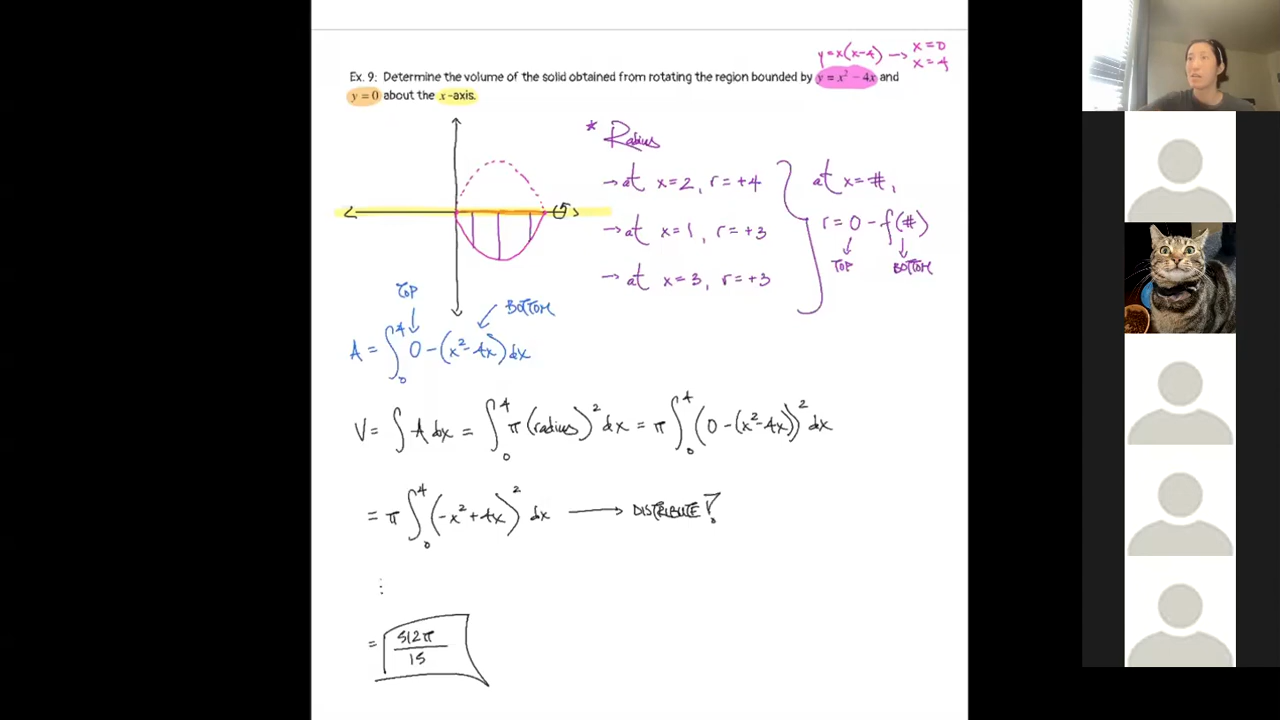 y=x(x-4) → x=0
x=4
Ex. 9: Determine the volume of the solid obtained from rotating the region bounded by y = x² − 4x and
y = 0 about the x-axis.
* Radius
→ at x=2, r=+4
→ at x=1, r=+3
→ at x=3, r=+3
at x=#,
r = 0 - f(#)
TOP BOTTOM
TOP BOTTOM
A = ∫₀⁴ 0-(x²-4x)dx
V = ∫ A dx = ∫₀⁴ π(radius)² dx = π ∫₀⁴ (0-(x²-4x))² dx
= π ∫₀⁴ (-x²+4x)² dx → DISTRIBUTE!
⋮
= 512π/15